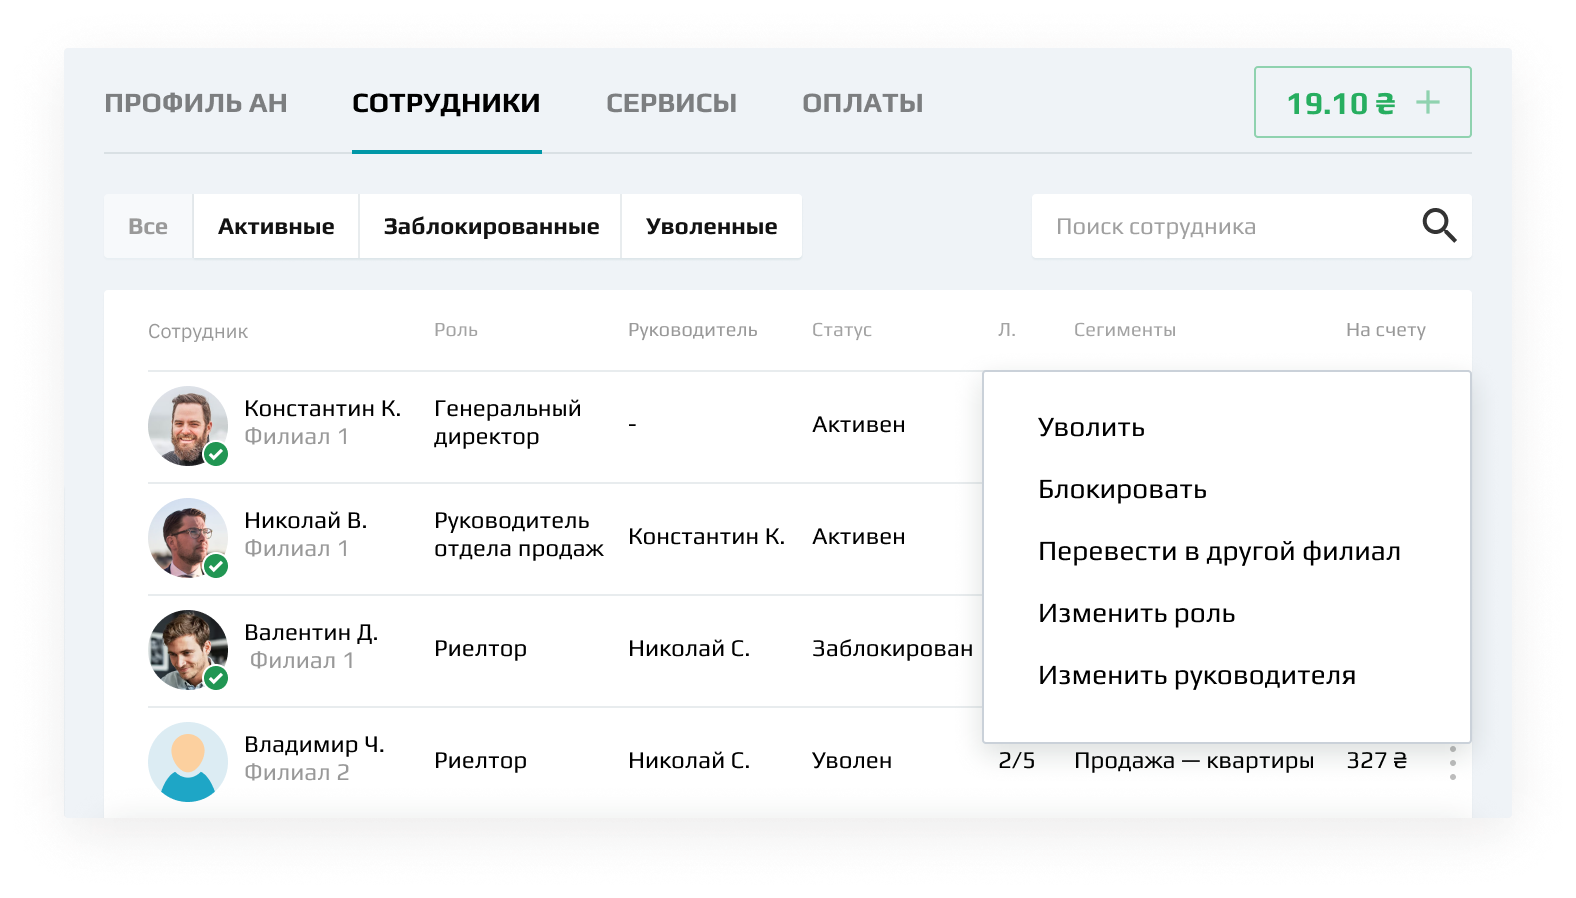 ПРОФИЛЬ АН СОТРУДНИКИ СЕРВИСЫ ОПЛАТЫ 19.10 ₴ +
Все Активные Заблокированные Уволенные Поиск сотрудника
Сотрудник Роль Руководитель Статус Л. Сегименты На счету
Константин К. Генеральный
Филиал 1 директор - Активен
Николай В. Руководитель
Филиал 1 отдела продаж Константин К. Активен
Валентин Д.
Филиал 1 Риелтор Николай С. Заблокирован
Уволить
Блокировать
Перевести в другой филиал
Изменить роль
Изменить руководителя
Владимир Ч.
Филиал 2 Риелтор Николай С. Уволен 2/5 Продажа — квартиры 327 ₴